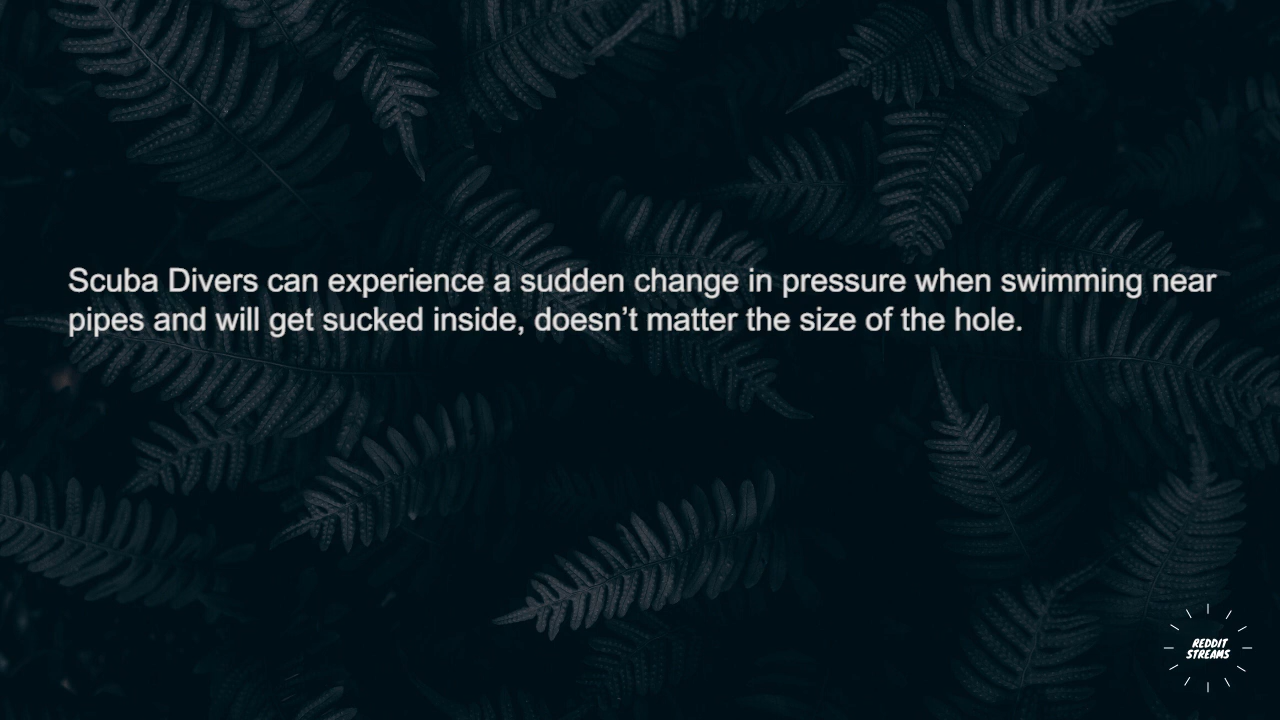 Scuba Divers can experience a sudden change in pressure when swimming near
pipes and will get sucked inside, doesn’t matter the size of the hole.
REDDIT
STREAMS